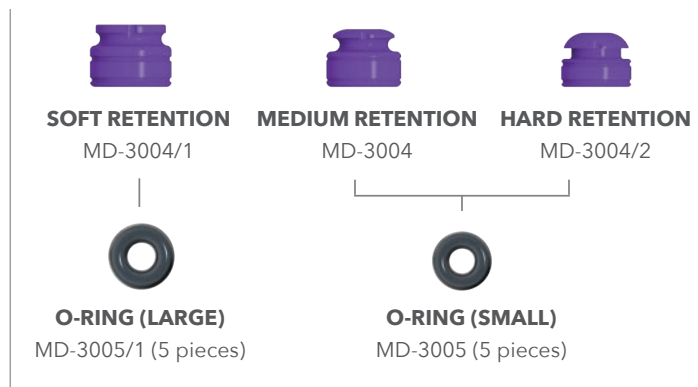 SOFT RETENTION
MD-3004/1
MEDIUM RETENTION
MD-3004
HARD RETENTION
MD-3004/2
O-RING (LARGE)
MD-3005/1 (5 pieces)
O-RING (SMALL)
MD-3005 (5 pieces)